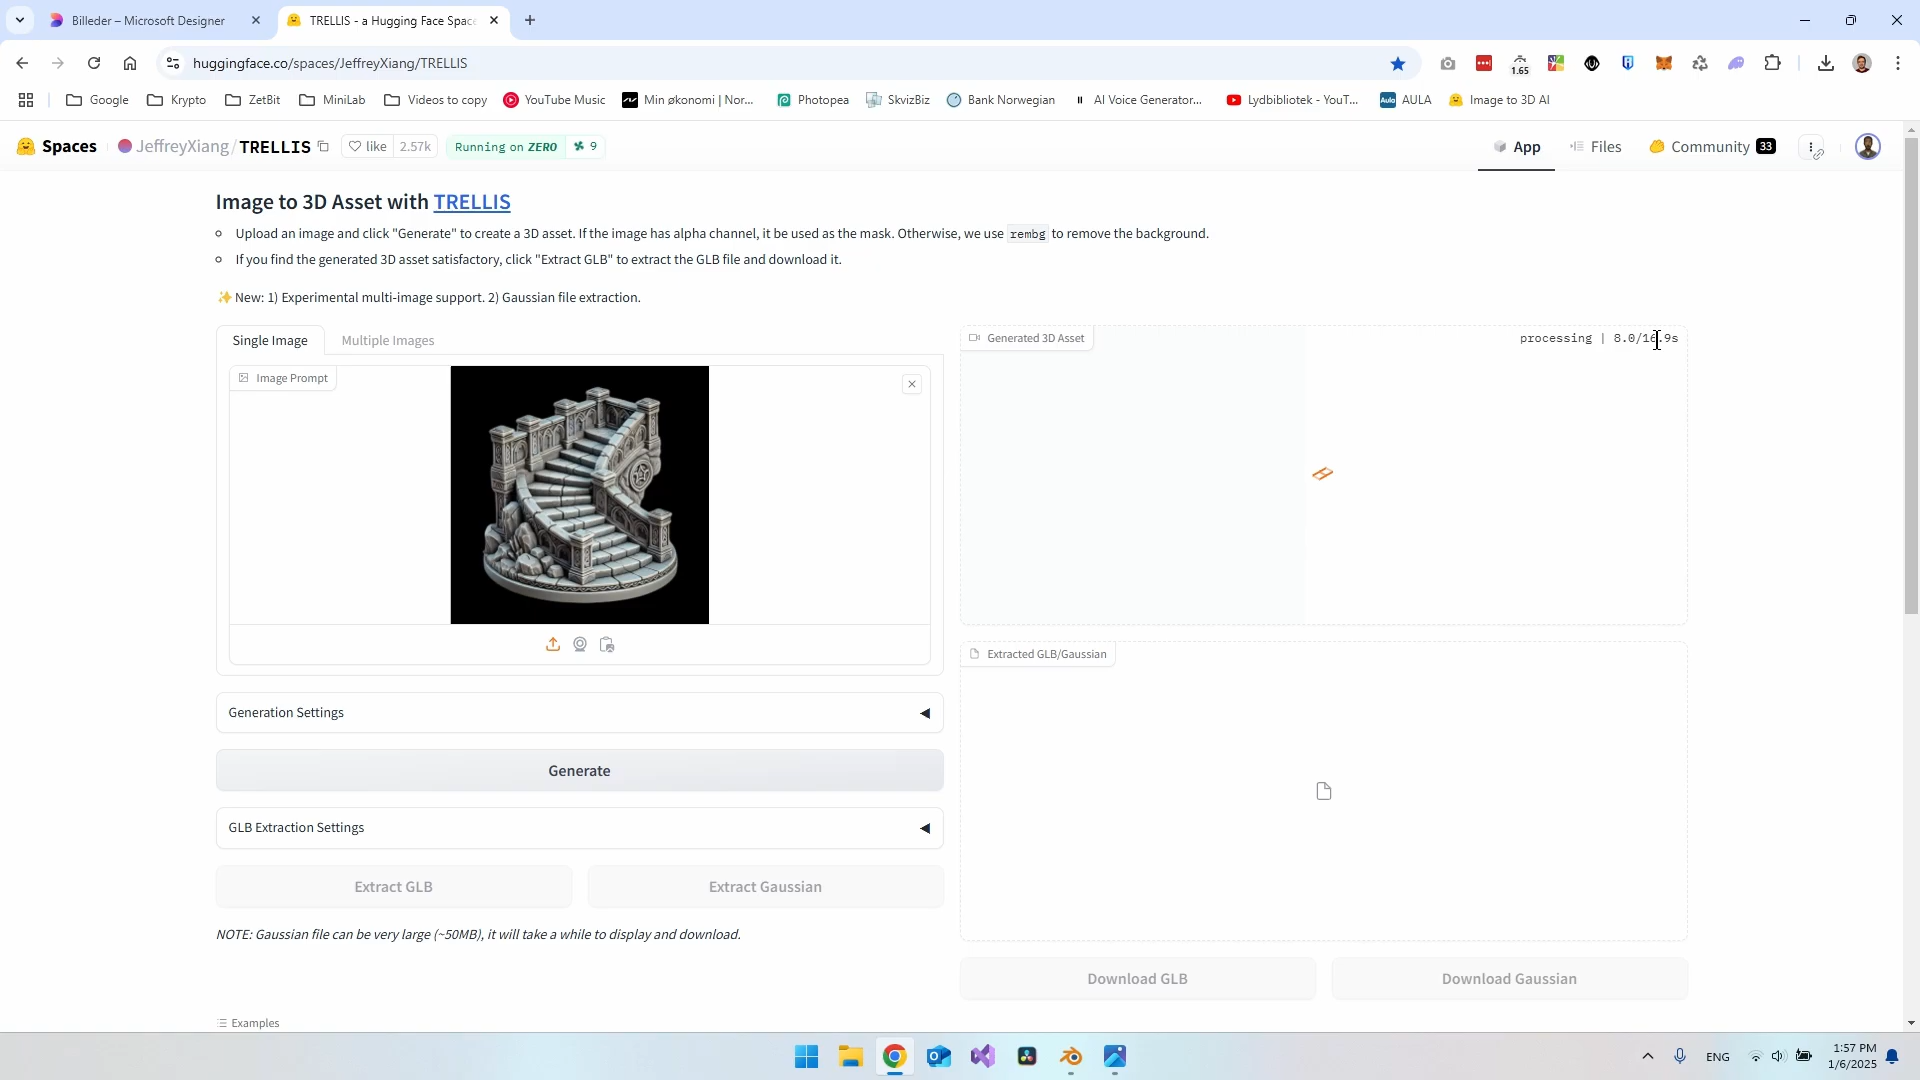 Billeder – Microsoft Designer
TRELLIS - a Hugging Face Space
huggingface.co/spaces/JeffreyXiang/TRELLIS
1.65
Google
Krypto
ZetBit
MiniLab
Videos to copy
YouTube Music
Min økonomi | Nor...
Photopea
SkvizBiz
Bank Norwegian
AI Voice Generator...
Lydbibliotek - YouT...
Aula
AULA
Image to 3D AI
Spaces
JeffreyXiang/TRELLIS
like 2.57k
Running on ZERO 9
App
Files
Community 33
Image to 3D Asset with TRELLIS
Upload an image and click "Generate" to create a 3D asset. If the image has alpha channel, it be used as the mask. Otherwise, we use rembg to remove the background.
If you find the generated 3D asset satisfactory, click "Extract GLB" to extract the GLB file and download it.
✨ New: 1) Experimental multi-image support. 2) Gaussian file extraction.
Single Image
Multiple Images
Image Prompt
Generated 3D Asset
processing | 8.0/16.9s
Extracted GLB/Gaussian
Generation Settings
Generate
GLB Extraction Settings
Extract GLB
Extract Gaussian
NOTE: Gaussian file can be very large (~50MB), it will take a while to display and download.
Download GLB
Download Gaussian
Examples
ENG
1:57 PM
1/6/2025